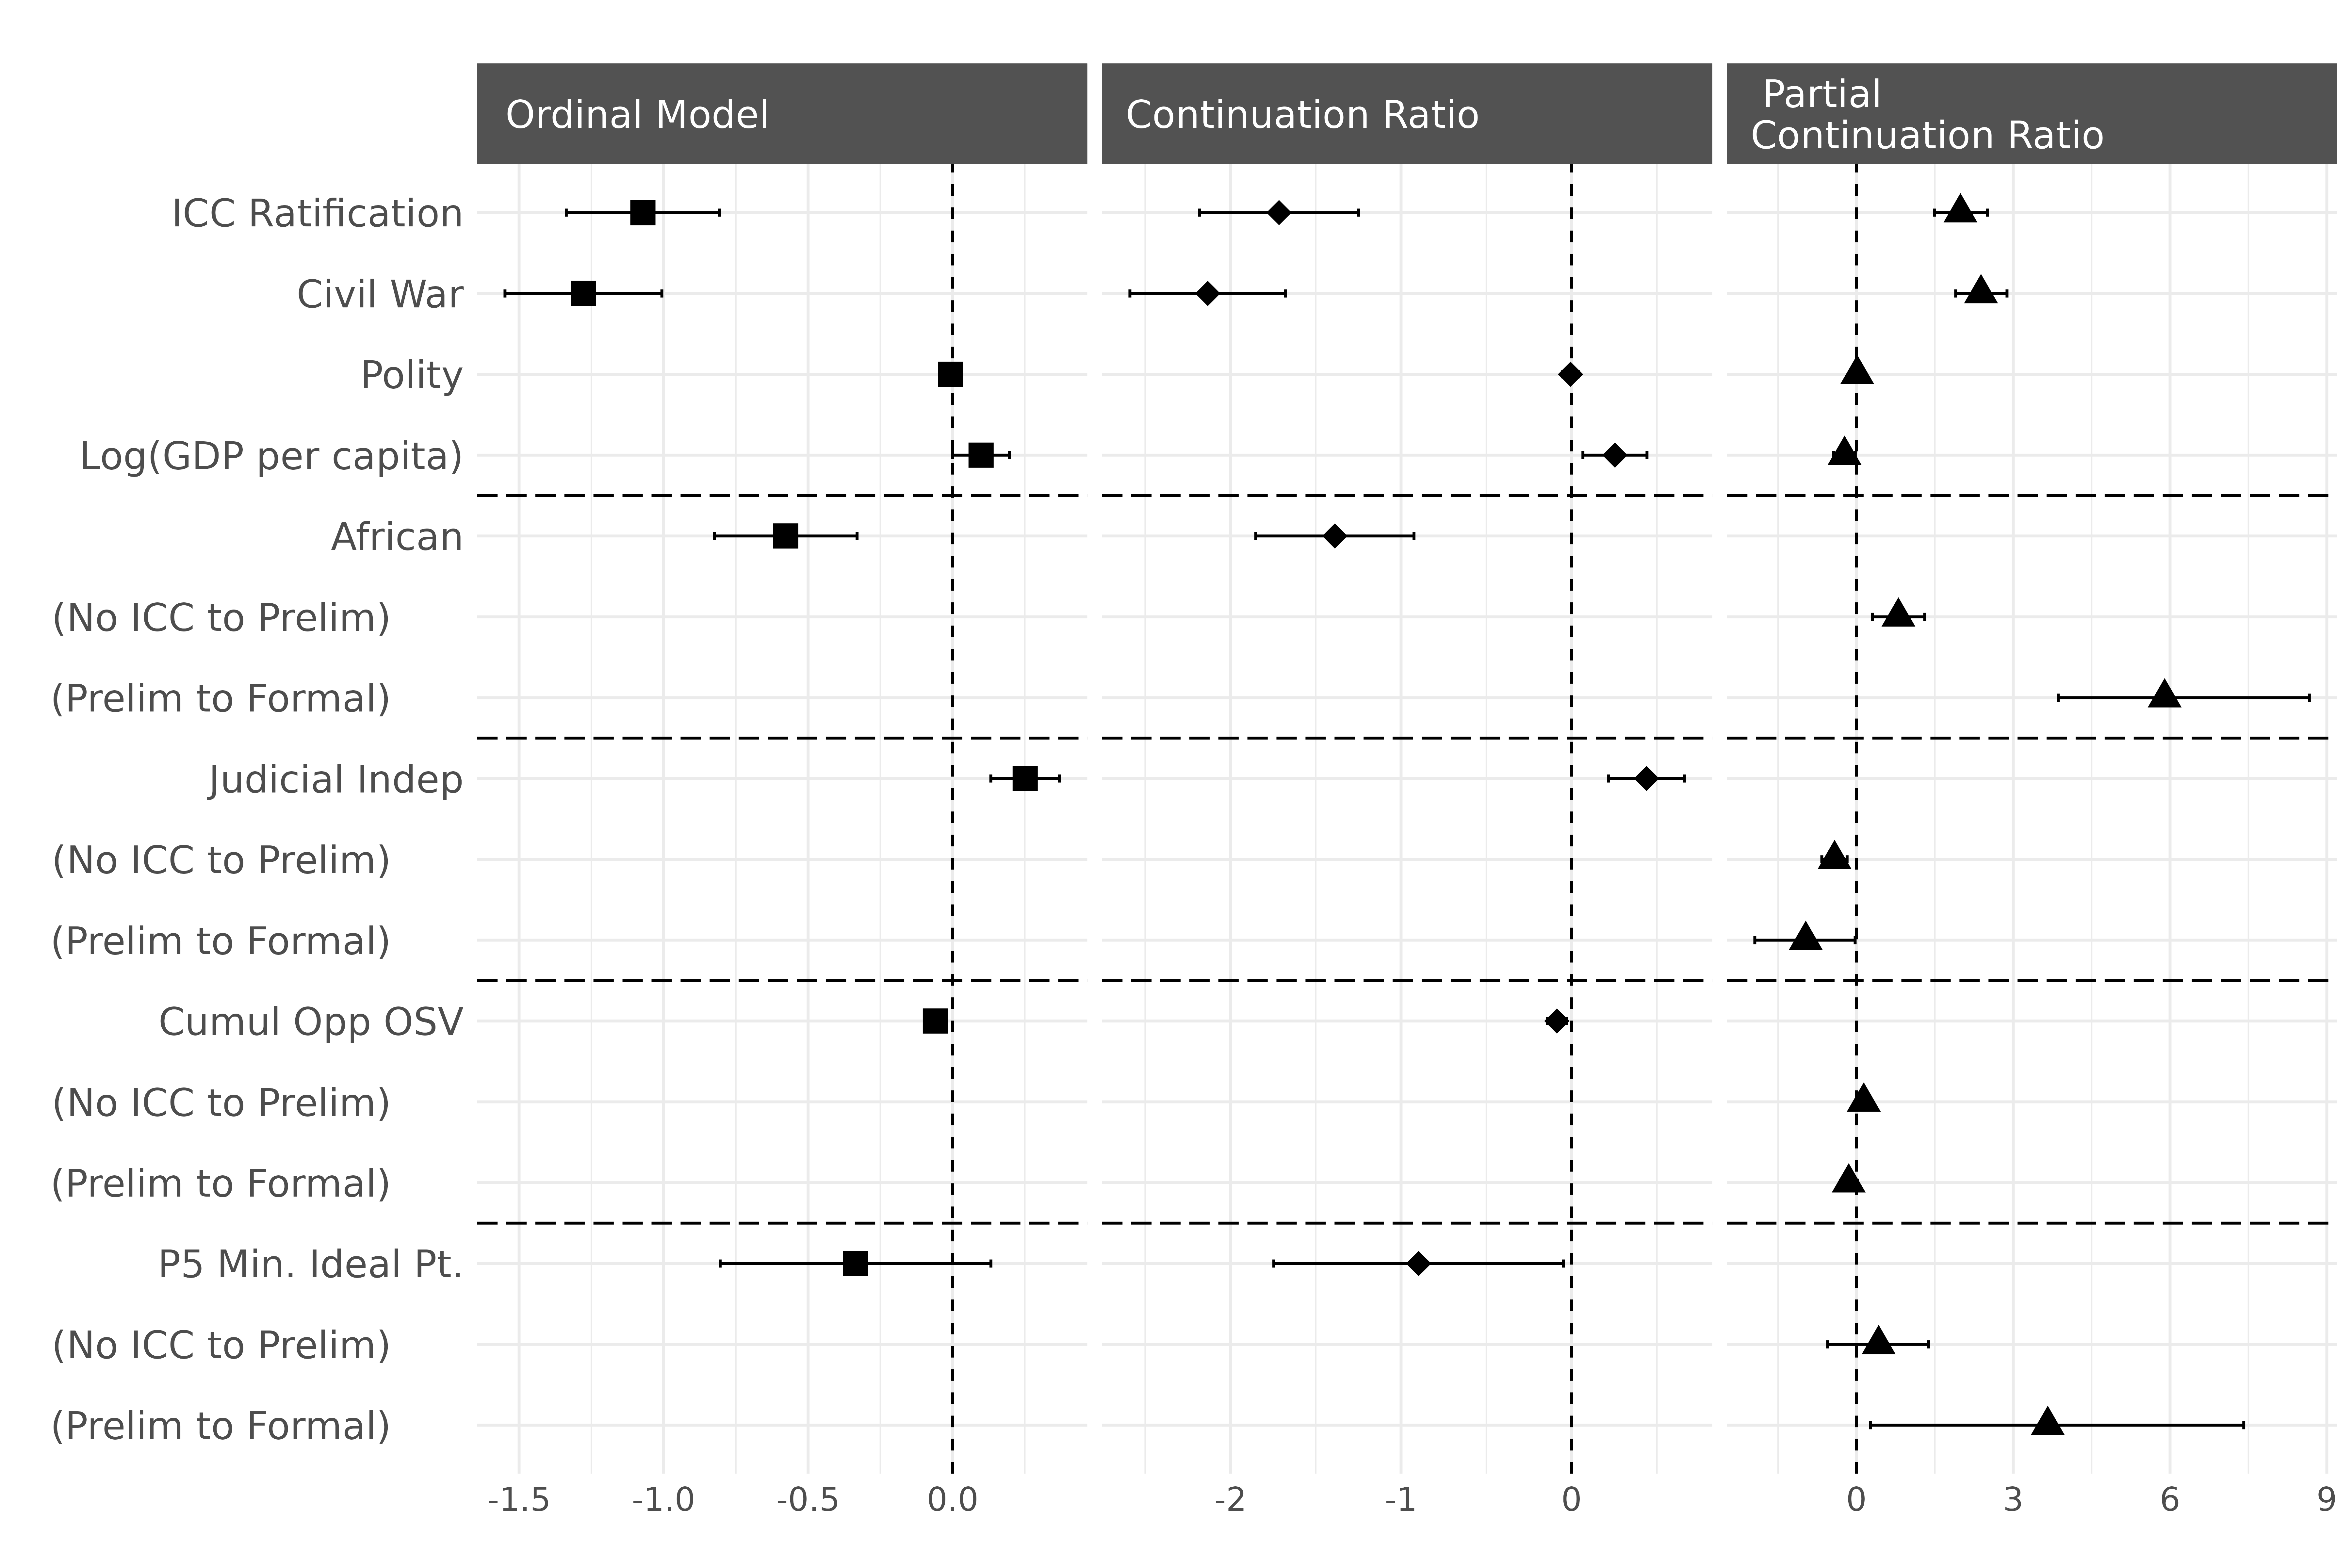 Ordinal Model
Continuation Ratio
Partial
Continuation Ratio
ICC Ratification
Civil War
Polity
Log(GDP per capita)
African
(No ICC to Prelim)
(Prelim to Formal)
Judicial Indep
(No ICC to Prelim)
(Prelim to Formal)
Cumul Opp OSV
(No ICC to Prelim)
(Prelim to Formal)
P5 Min. Ideal Pt.
(No ICC to Prelim)
(Prelim to Formal)
-1.5 -1.0 -0.5 0.0
-2 -1 0
0 3 6 9